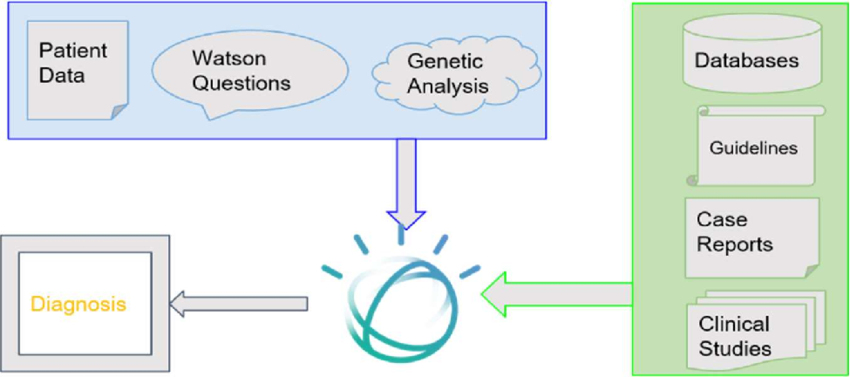 Patient
Data
Watson
Questions
Genetic
Analysis
Databases
Guidelines
Case
Reports
Clinical
Studies
Diagnosis